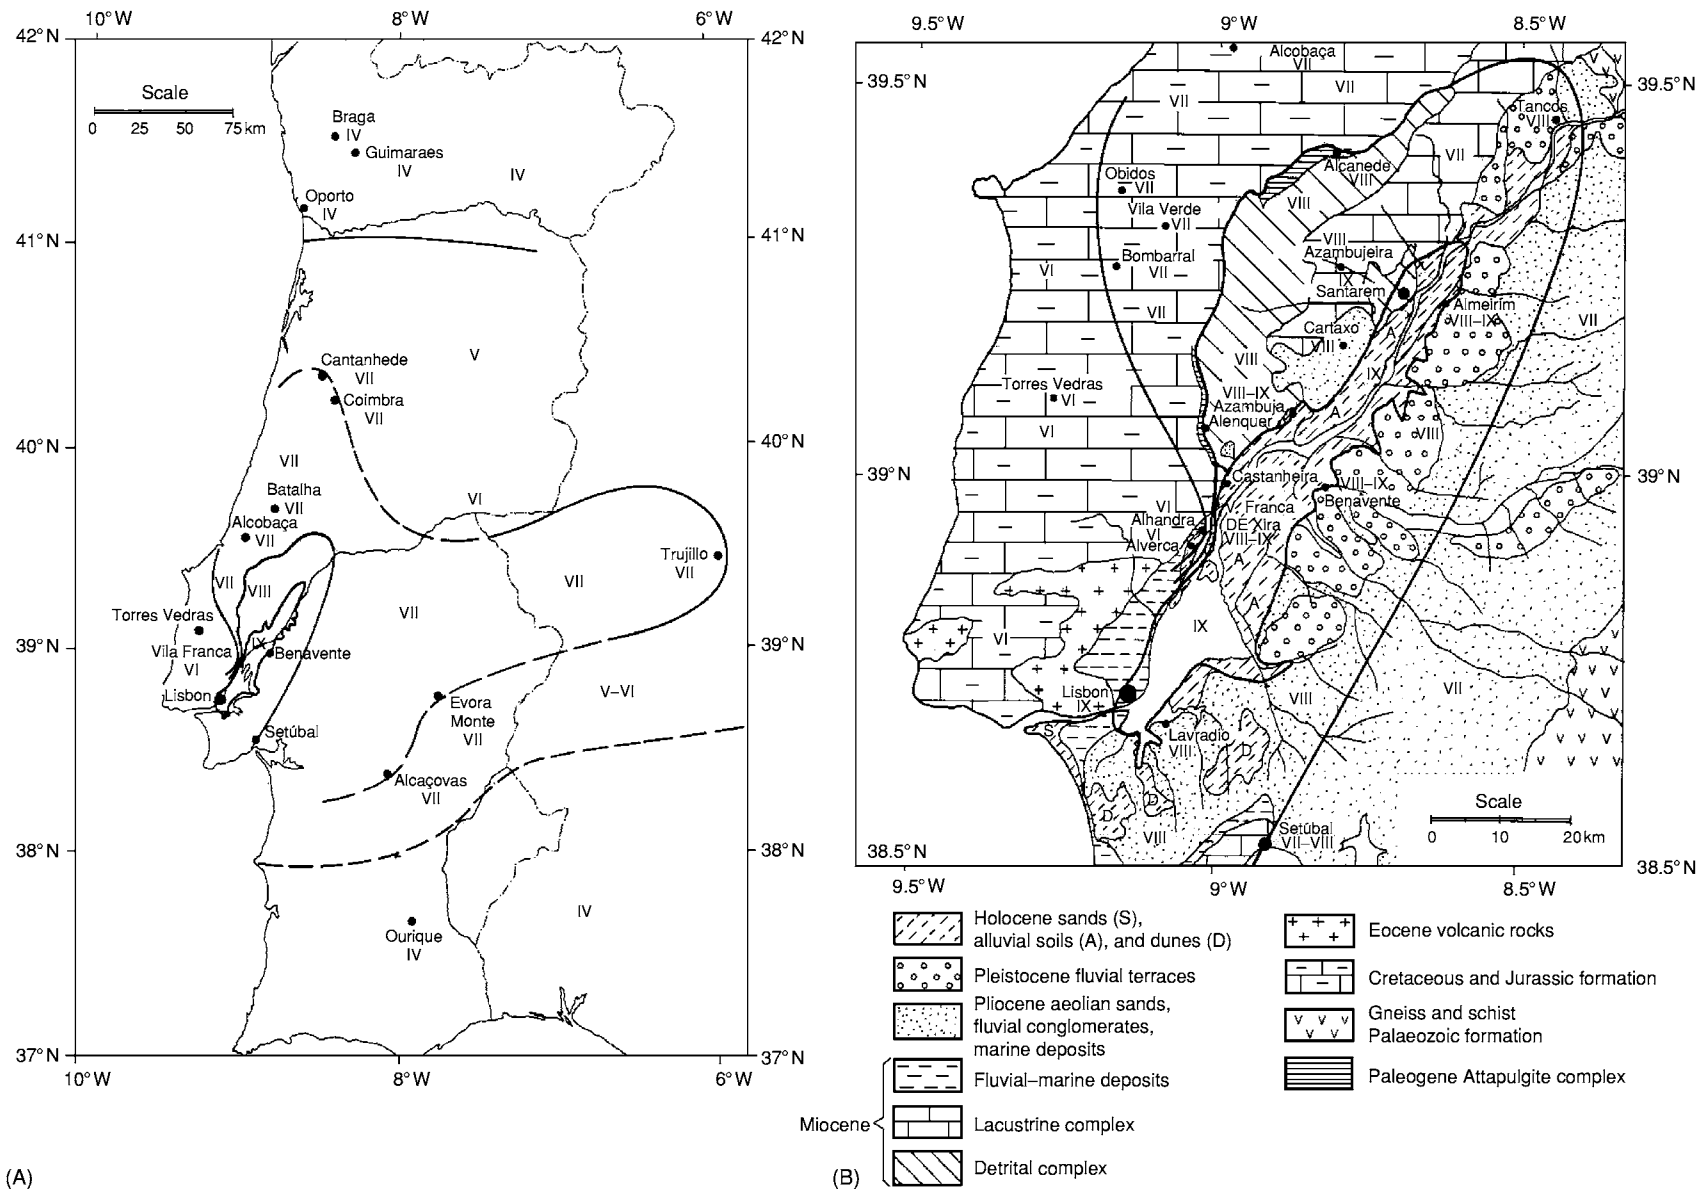 10°W 8°W 6°W
42°N 42°N
Scale
0 25 50 75 km
Braga
IV
Guimaraes
IV
IV
Oporto
IV
41°N 41°N
V
Cantanhede
VII
Coimbra
VII
40°N 40°N
VII
Batalha
VII
VI
Alcobaça
VII
Trujillo
VII
VII
VIII
VII
VII
Torres Vedras
VI
39°N 39°N
Vila Franca
IX
Benavente
Lisbon
V–VI
Evora
Monte
VII
Setúbal
Alcaçovas
VII
38°N 38°N
IV
Ourique
IV
37°N 37°N
10°W 8°W 6°W
(A)
9.5°W 9°W 8.5°W
39.5°N 39.5°N
Alcobaça
VII
VII
VII
Tancos
VIII
VII
Alcanede
VIII
Obidos
VII
VIII
Vila Verde
VII
VIII
Azambujeira
IX
Bombarral
VII
VI
Santarem
Almeirim
VIII–IX
VII
VII
A
Cartaxo
VIII
VIII
IX
Torres Vedras
VI
VIII–IX
Azambuja
A
Alenquer
VI
VIII
39°N 39°N
Castanheira
VIII–IX
Benavente
VI
V. Franca
DE Xira
VIII–IX
Alhandra
VI
Alverca
A
A
IX
VI
Lisbon
IX
VIII
VII
S
Lavradio
VIII
D
D
D
VIII
Setúbal
VII–VIII
Scale
0 10 20 km
38.5°N 38.5°N
9.5°W 9°W 8.5°W
Holocene sands (S),
alluvial soils (A), and dunes (D)
Pleistocene fluvial terraces
Pliocene aeolian sands,
fluvial conglomerates,
marine deposits
Miocene
Fluvial–marine deposits
Lacustrine complex
Detrital complex
Eocene volcanic rocks
Cretaceous and Jurassic formation
Gneiss and schist
Palaeozoic formation
Paleogene Attapulgite complex
(B)